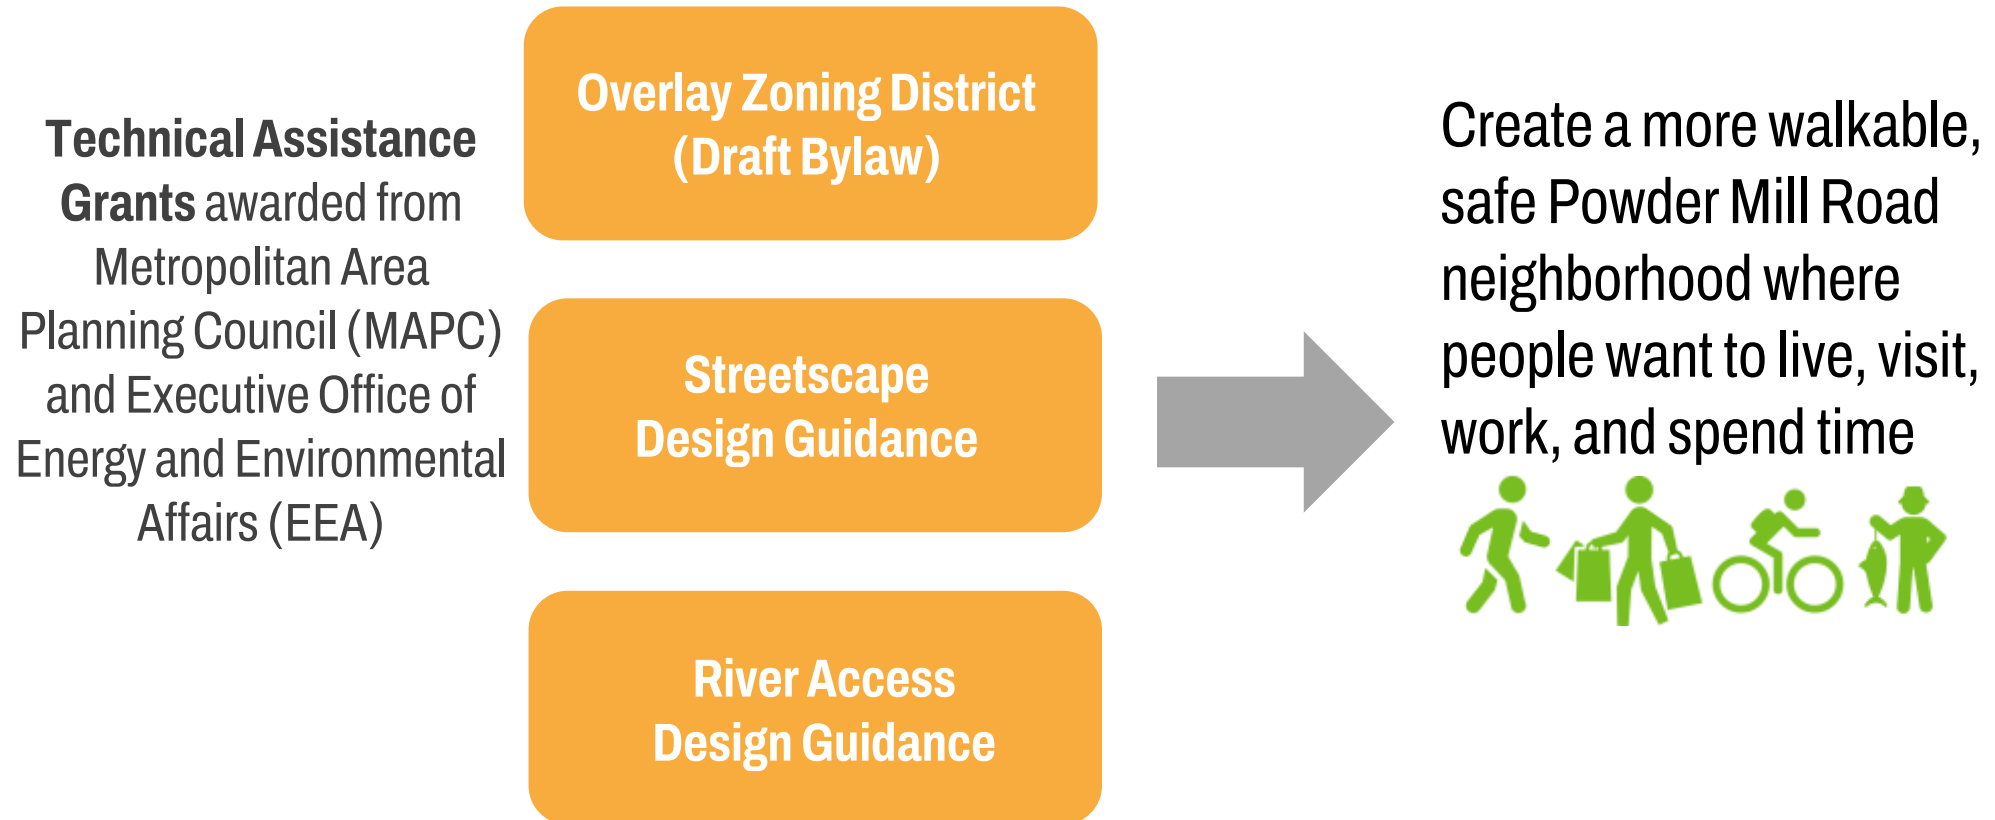 Technical Assistance
Grants awarded from
Metropolitan Area
Planning Council (MAPC)
and Executive Office of
Energy and Environmental
Affairs (EEA)
Overlay Zoning District
(Draft Bylaw)
Streetscape
Design Guidance
River Access
Design Guidance
Create a more walkable,
safe Powder Mill Road
neighborhood where
people want to live, visit,
work, and spend time